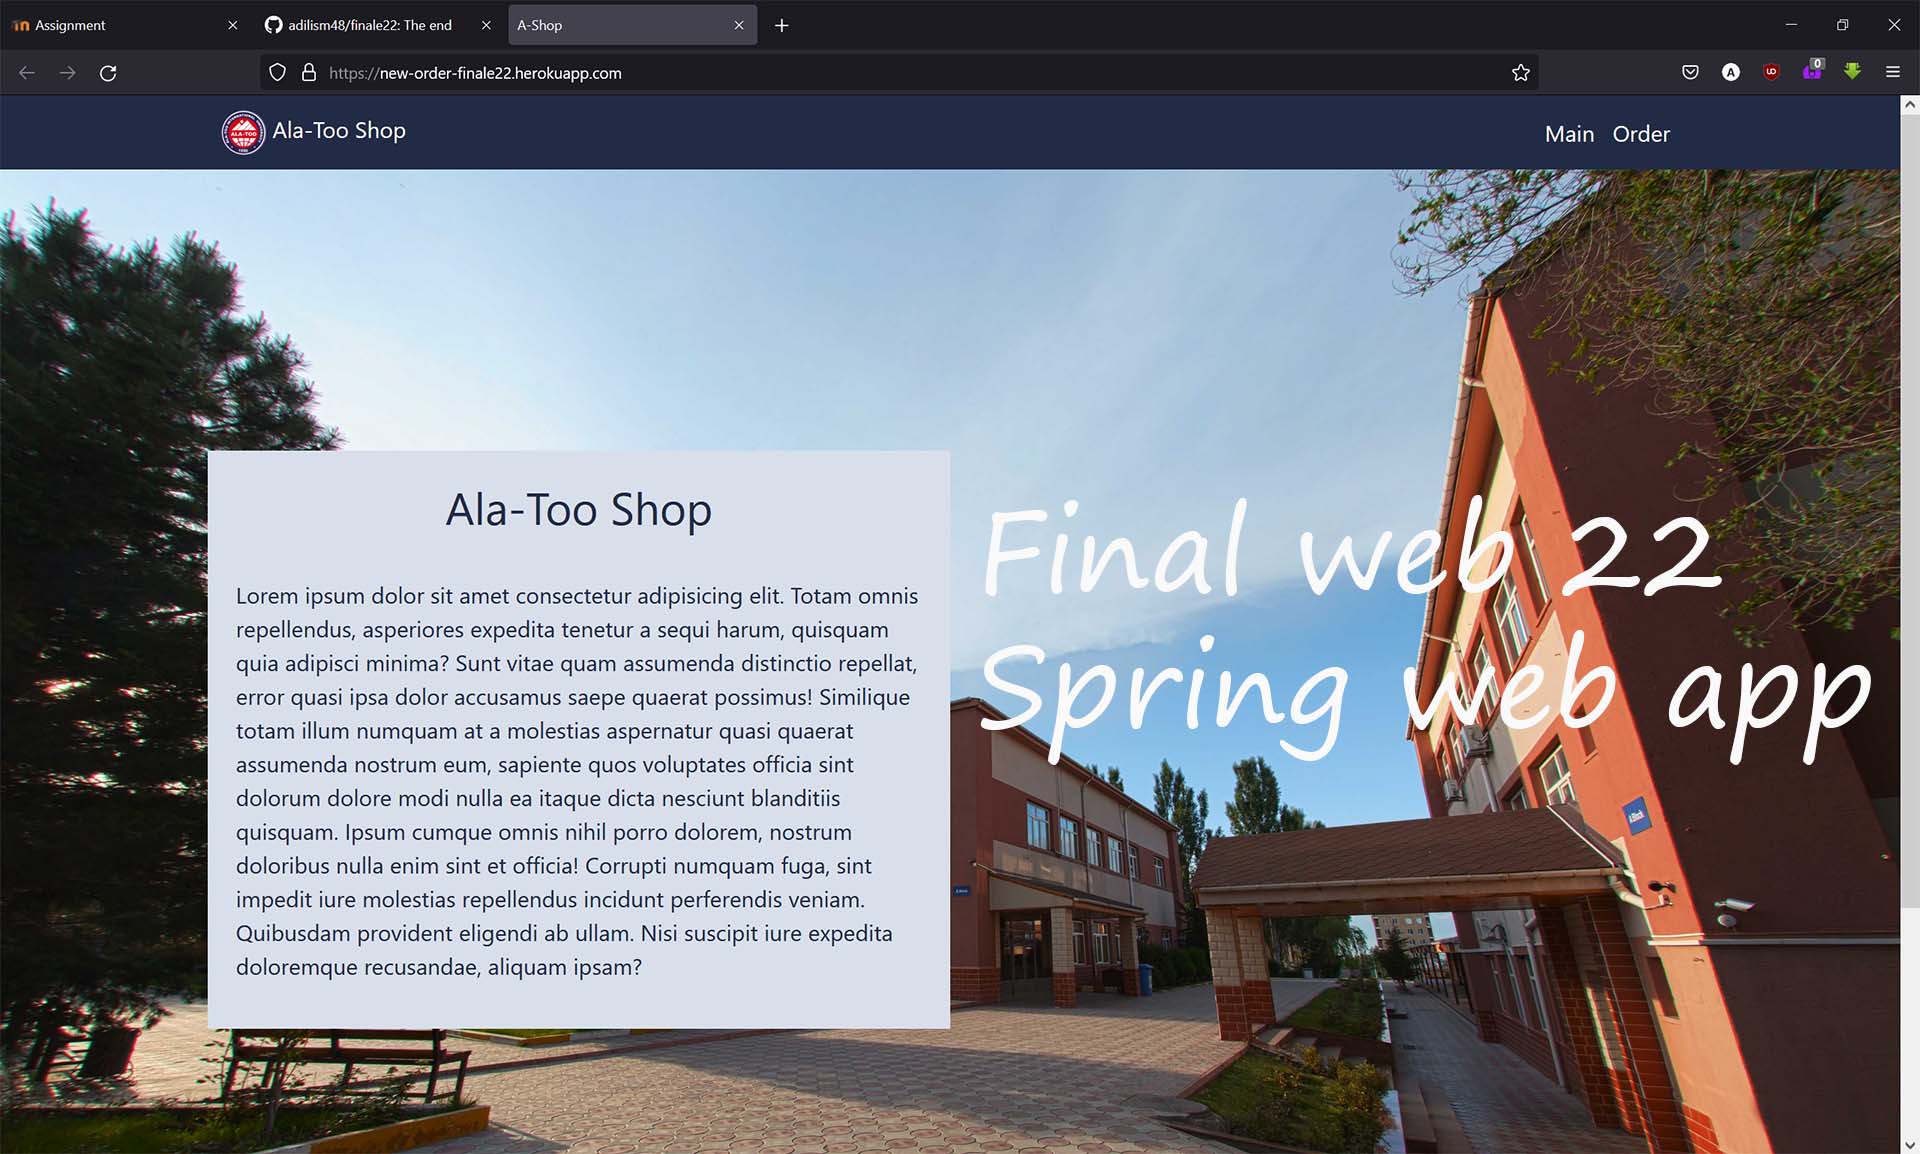 Assignment
adilism48/finale22: The end
A-Shop
https://new-order-finale22.herokuapp.com
A
0
ALA-TOO
Ala-Too Shop
Main
Order
Ala-Too Shop
Lorem ipsum dolor sit amet consectetur adipisicing elit. Totam omnis
repellendus, asperiores expedita tenetur a sequi harum, quisquam
quia adipisci minima? Sunt vitae quam assumenda distinctio repellat,
error quasi ipsa dolor accusamus saepe quaerat possimus! Similique
totam illum numquam at a molestias aspernatur quasi quaerat
assumenda nostrum eum, sapiente quos voluptates officia sint
dolorum dolore modi nulla ea itaque dicta nesciunt blanditiis
quisquam. Ipsum cumque omnis nihil porro dolorem, nostrum
doloribus nulla enim sint et officia! Corrupti numquam fuga, sint
impedit iure molestias repellendus incidunt perferendis veniam.
Quibusdam provident eligendi ab ullam. Nisi suscipit iure expedita
doloremque recusandae, aliquam ipsam?
Final web 22
Spring web app
A Block